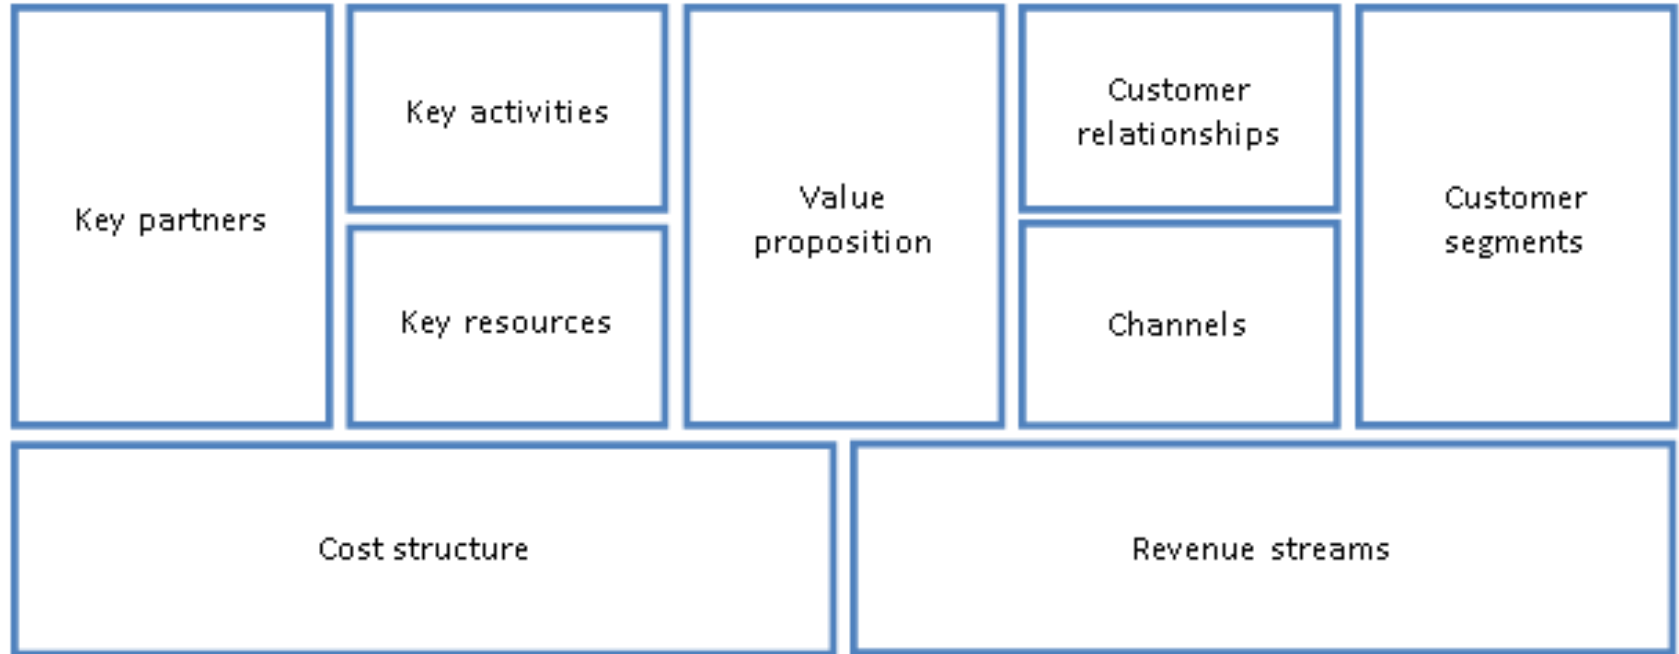 Key partners
Key activities
Key resources
Value
proposition
Customer
relationships
Channels
Customer
segments
Cost structure
Revenue streams